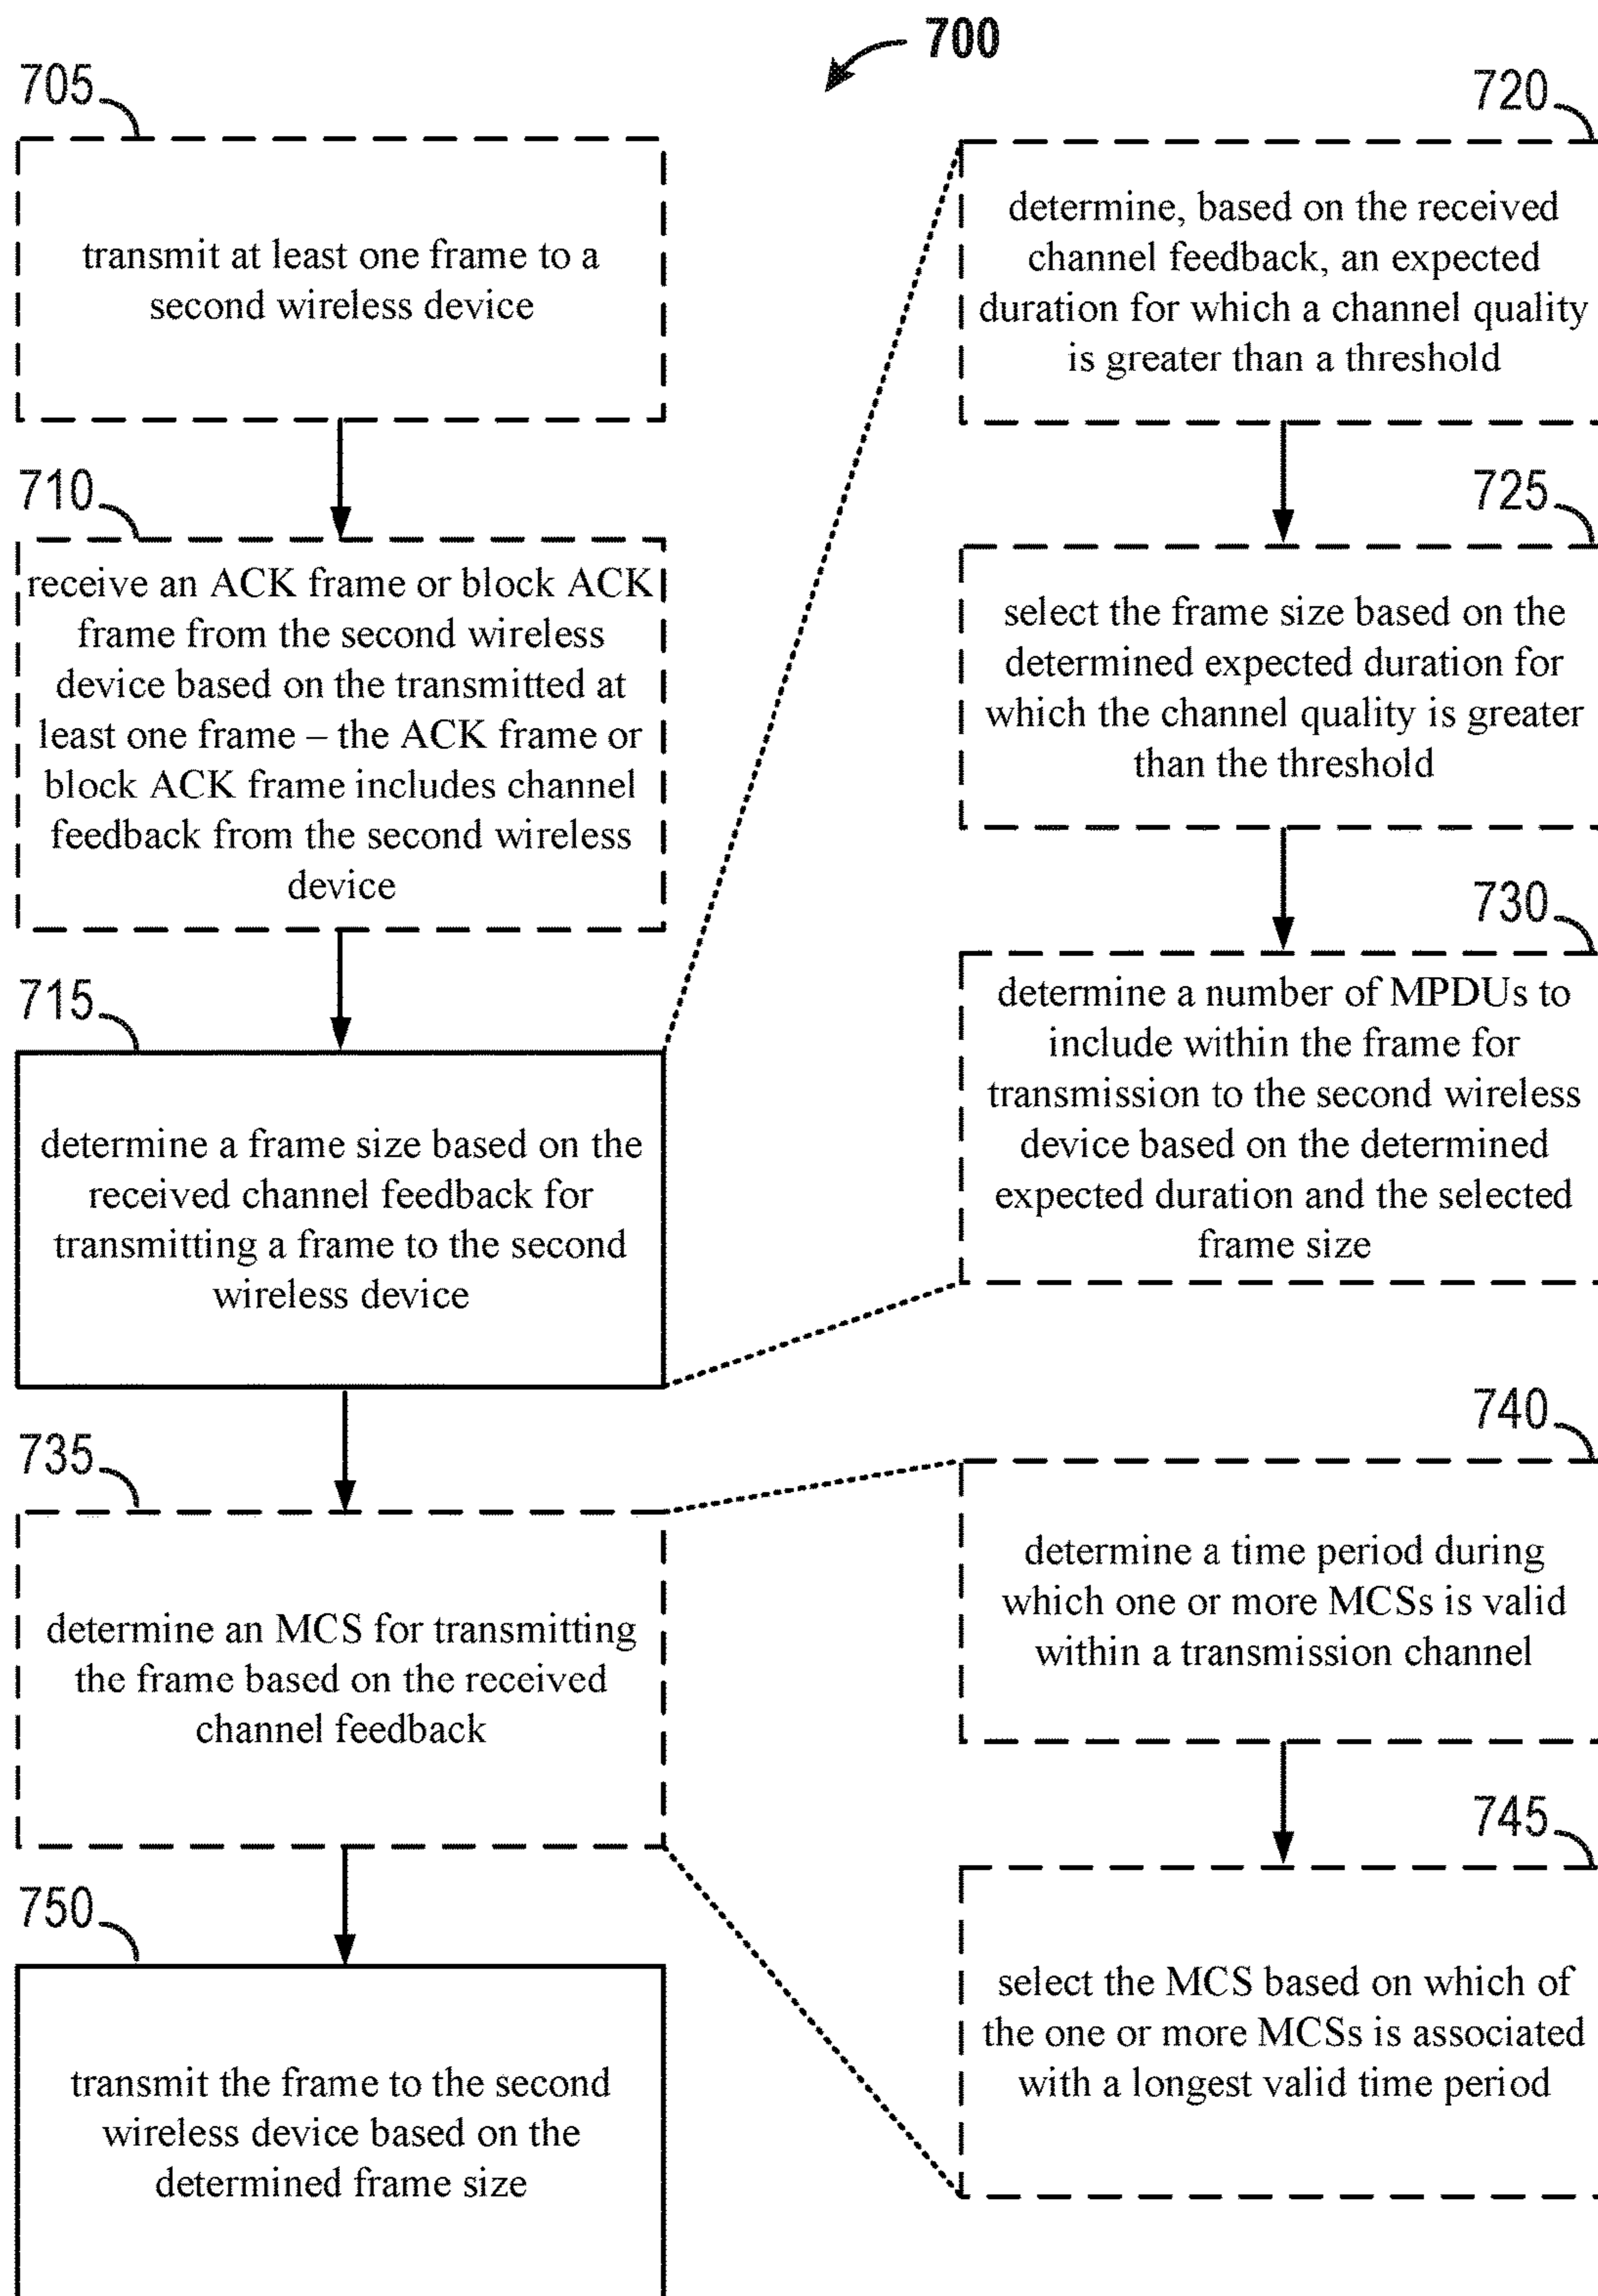 700
705
transmit at least one frame to a
second wireless device
710
receive an ACK frame or block ACK
frame from the second wireless
device based on the transmitted at
least one frame – the ACK frame or
block ACK frame includes channel
feedback from the second wireless
device
715
determine a frame size based on the
received channel feedback for
transmitting a frame to the second
wireless device
720
determine, based on the received
channel feedback, an expected
duration for which a channel quality
is greater than a threshold
725
select the frame size based on the
determined expected duration for
which the channel quality is greater
than the threshold
730
determine a number of MPDUs to
include within the frame for
transmission to the second wireless
device based on the determined
expected duration and the selected
frame size
735
determine an MCS for transmitting
the frame based on the received
channel feedback
740
determine a time period during
which one or more MCSs is valid
within a transmission channel
745
select the MCS based on which of
the one or more MCSs is associated
with a longest valid time period
750
transmit the frame to the second
wireless device based on the
determined frame size